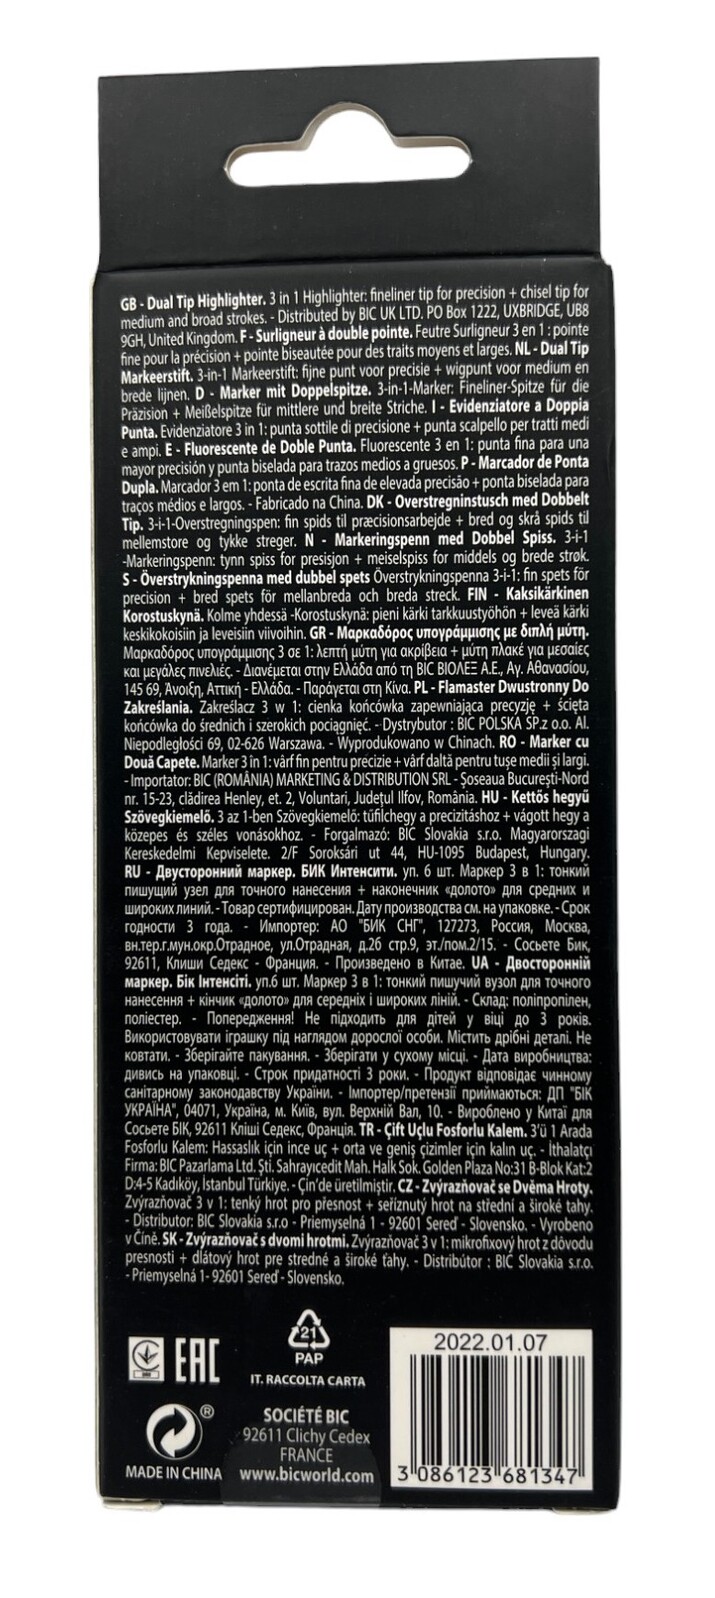 GB - Dual Tip Highlighter. 3 in 1 Highlighter: fineliner tip for precision + chisel tip for
medium and broad strokes. - Distributed by BIC UK LTD. PO Box 1222, UXBRIDGE, UB8
9GH, United Kingdom. F - Surligneur à double pointe. Feutre Surligneur 3 en 1 : pointe
fine pour la précision + pointe biseautée pour des traits moyens et larges. NL - Dual Tip
Markeerstift. 3-in-1 Markeerstift: fijne punt voor precisie + wigpunt voor medium en
brede lijnen. D - Marker mit Doppelspitze. 3-in-1-Marker: Fineliner-Spitze für die
Präzision + Meißelspitze für mittlere und breite Striche. I - Evidenziatore a Doppia
Punta. Evidenziatore 3 in 1: punta sottile di precisione + punta scalpello per tratti medi
e ampi. E - Fluorescente de Doble Punta. Fluorescente 3 en 1: punta fina para una
mayor precisión y punta biselada para trazos medios a gruesos. P - Marcador de Ponta
Dupla. Marcador 3 em 1: ponta de escrita fina de elevada precisão + ponta biselada para
traços médios e largos. - Fabricado na China. DK - Overstregninstusch med Dobbelt
Tip. 3-i-1-Overstregningspen: fin spids til præcisionsarbejde + bred og skrå spids til
mellemstore og tykke streger. N - Markeringspenn med Dobbel Spiss. 3-i-1
-Markeringspenn: tynn spiss for presisjon + meiselspiss for middels og brede strøk.
S - Överstrykningspenna med dubbel spets Överstrykningspenna 3-i-1: fin spets för
precision + bred spets för mellanbreda och breda streck. FIN - Kaksikärkinen
Korostuskynä. Kolme yhdessä -Korostuskynä: pieni kärki tarkkuustyöhön + leveä kärki
keskikokoisiin ja leveisiin viivoihin. GR - Μαρκαδόρος υπογράμμισης με διπλή μύτη.
Μαρκαδόρος υπογράμμισης 3 σε 1: λεπτή μύτη για ακρίβεια + μύτη πλακέ για μεσαίες
και μεγάλες πινελιές. - Διανέμεται στην Ελλάδα από τη BIC ΒΙΟΛΕΞ Α.Ε., Αγ. Αθανασίου,
145 69, Άνοιξη, Αττική - Ελλάδα. - Παράγεται στη Κίνα. PL - Flamaster Dwustronny Do
Zakreślania. Zakreślacz 3 w 1: cienka końcówka zapewniająca precyzję + ścięta
końcówka do średnich i szerokich pociągnięć. - Dystrybutor : BIC POLSKA SP.z o.o. Al.
Niepodległości 69, 02-626 Warszawa. - Wyprodukowano w Chinach. RO - Marker cu
Două Capete. Marker 3 în 1: vârf fin pentru precizie + vârf daltă pentru tuşe medii şi largi.
- Importator: BIC (ROMÂNIA) MARKETING & DISTRIBUTION SRL - Şoseaua Bucureşti-Nord
nr. 15-23, clădirea Henley, et. 2, Voluntari, Judeţul Ilfov, România. HU - Kettős hegyű
Szövegkiemelő. 3 az 1-ben Szövegkiemelő: tűfilchegy a precizitáshoz + vágott hegy a
közepes és széles vonásokhoz. - Forgalmazó: BIC Slovakia s.r.o. Magyarorszagi
Kereskedelmi Kepviselete. 2/F Soroksári ut 44, HU-1095 Budapest, Hungary.
RU - Двусторонний маркер. БИК Интенсити. уп. 6 шт. Маркер 3 в 1: тонкий
пишущий узел для точного нанесения + наконечник «долото» для средних и
широких линий. - Товар сертифицирован. Дату производства см. на упаковке. - Срок
годности 3 года. - Импортер: АО "БИК СНГ", 127273, Россия, Москва,
вн.тер.г.мун.окр.Отрадное, ул.Отрадная, д.2б стр.9, эт./пом.2/15. - Сосьете Бик,
92611, Клиши Седекс - Франция. - Произведено в Китае. UA - Двосторонній
маркер. Бік Інтенсіті. уп.6 шт. Маркер 3 в 1: тонкий пишучий вузол для точного
нанесення + кінчик «долото» для середніх і широких ліній. - Склад: поліпропілен,
поліестер. - Попередження! Не підходить для дітей у віці до 3 років.
Використовувати іграшку під наглядом дорослої особи. Містить дрібні деталі. Не
ковтати. - Зберігайте пакування. - Зберігати у сухому місці. - Дата виробництва:
дивись на упаковці. - Строк придатності 3 роки. - Продукт відповідає чинному
санітарному законодавству України. - Імпортер/претензії приймаються: ДП "БІК
УКРАЇНА", 04071, Україна, м. Київ, вул. Верхній Вал, 10. - Вироблено у Китаї для
Сосьєте БІК, 92611 Кліші Седекс, Франція. TR - Çift Uçlu Fosforlu Kalem. 3'ü 1 Arada
Fosforlu Kalem: Hassaslık için ince uç + orta ve geniş çizimler için kalın uç. - İthalatçı
Firma: BIC Pazarlama Ltd. Şti. Sahrayıcedit Mah. Halk Sok. Golden Plaza No:31 B-Blok Kat:2
D:4-5 Kadıköy, İstanbul Türkiye. - Çin'de üretilmiştir. CZ - Zvýrazňovač se Dvěma Hroty.
Zvýrazňovač 3 v 1: tenký hrot pro přesnost + seříznutý hrot na střední a široké tahy.
- Distributor: BIC Slovakia s.r.o - Priemyselná 1 - 92601 Sereď - Slovensko. - Vyrobeno
v Číně. SK - Zvýrazňovač s dvomi hrotmi. Zvýrazňovač 3 v 1: mikrofixový hrot z dôvodu
presnosti + dlátový hrot pre stredné a široké ťahy. - Distribútor : BIC Slovakia s.r.o.
- Priemyselná 1- 92601 Sereď - Slovensko.
EAC
21
PAP
IT. RACCOLTA CARTA
®
MADE IN CHINA
SOCIÉTÉ BIC
92611 Clichy Cedex
FRANCE
www.bicworld.com
2022.01.07
3 086123 681347